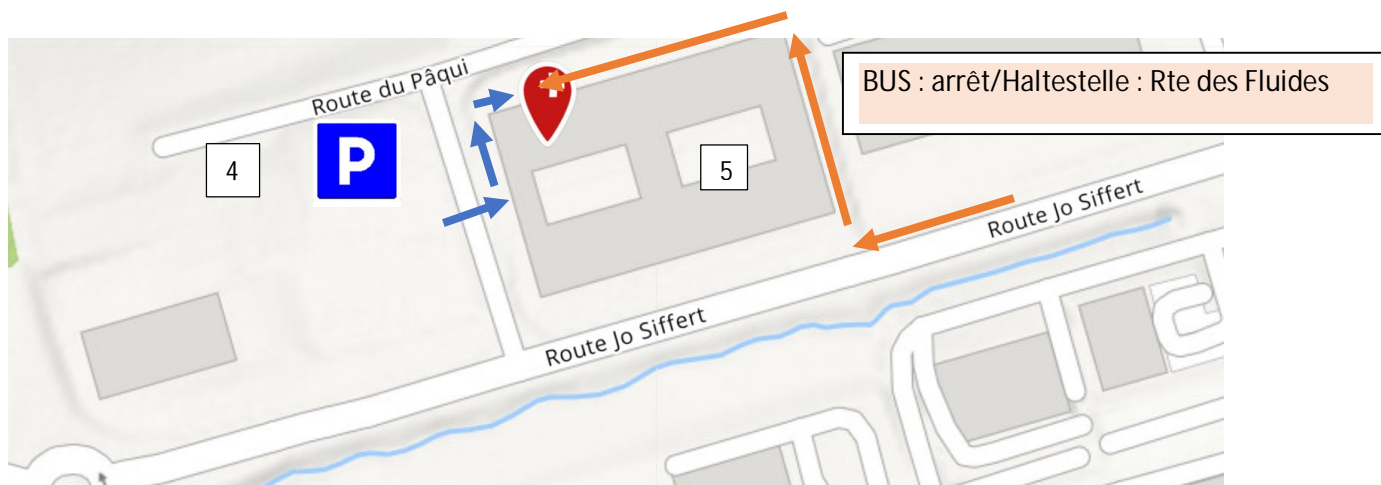 BUS : arrêt/Haltestelle : Rte des Fluides
Route du Pâqui
4
P
5
Route Jo Siffert
Route Jo Siffert